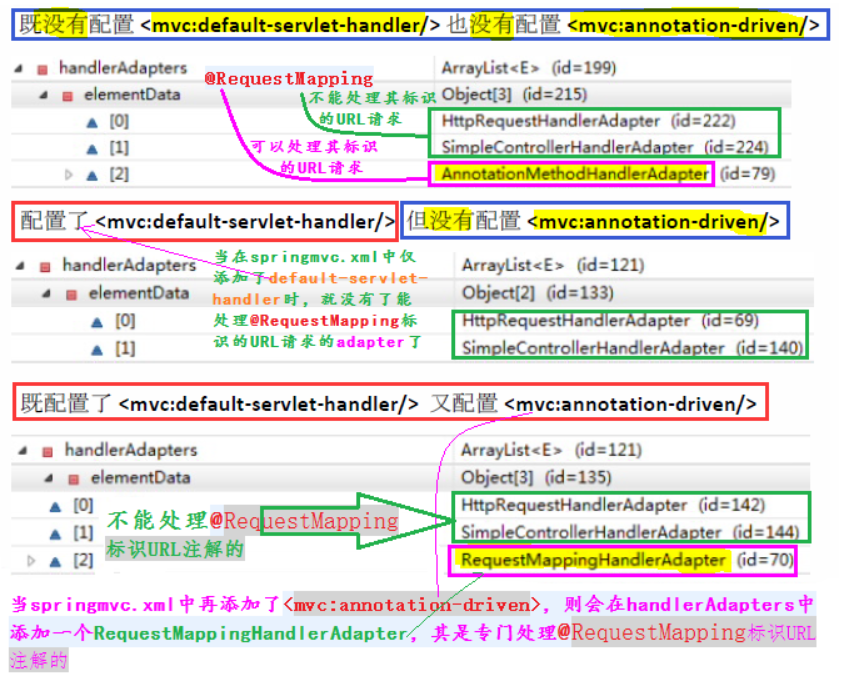 既没有配置 <mvc:default-servlet-handler/> 也没有配置 <mvc:annotation-driven/>
handlerAdapters ArrayList<E> (id=199)
@RequestMapping
elementData Object[3] (id=215)
不能处理其标识
的URL请求
[0] HttpRequestHandlerAdapter (id=222)
可以处理其标识
的URL请求
[1] SimpleControllerHandlerAdapter (id=224)
[2] AnnotationMethodHandlerAdapter (id=79)
配置了 <mvc:default-servlet-handler/> 但没有配置 <mvc:annotation-driven/>
当在springmvc.xml中仅
添加了default-servlet-
handler时，就没有了能
处理@RequestMapping标
识的URL请求的adapter了
handlerAdapters ArrayList<E> (id=121)
elementData Object[2] (id=133)
[0] HttpRequestHandlerAdapter (id=69)
[1] SimpleControllerHandlerAdapter (id=140)
既配置了 <mvc:default-servlet-handler/> 又配置 <mvc:annotation-driven/>
handlerAdapters ArrayList<E> (id=121)
elementData Object[3] (id=135)
[0] HttpRequestHandlerAdapter (id=142)
不能处理@RequestMapping
标识URL注解的
[1] SimpleControllerHandlerAdapter (id=144)
[2] RequestMappingHandlerAdapter (id=70)
当springmvc.xml中再添加了<mvc:annotation-driven>，则会在handlerAdapters中
添加一个RequestMappingHandlerAdapter，其是专门处理@RequestMapping标识URL
注解的